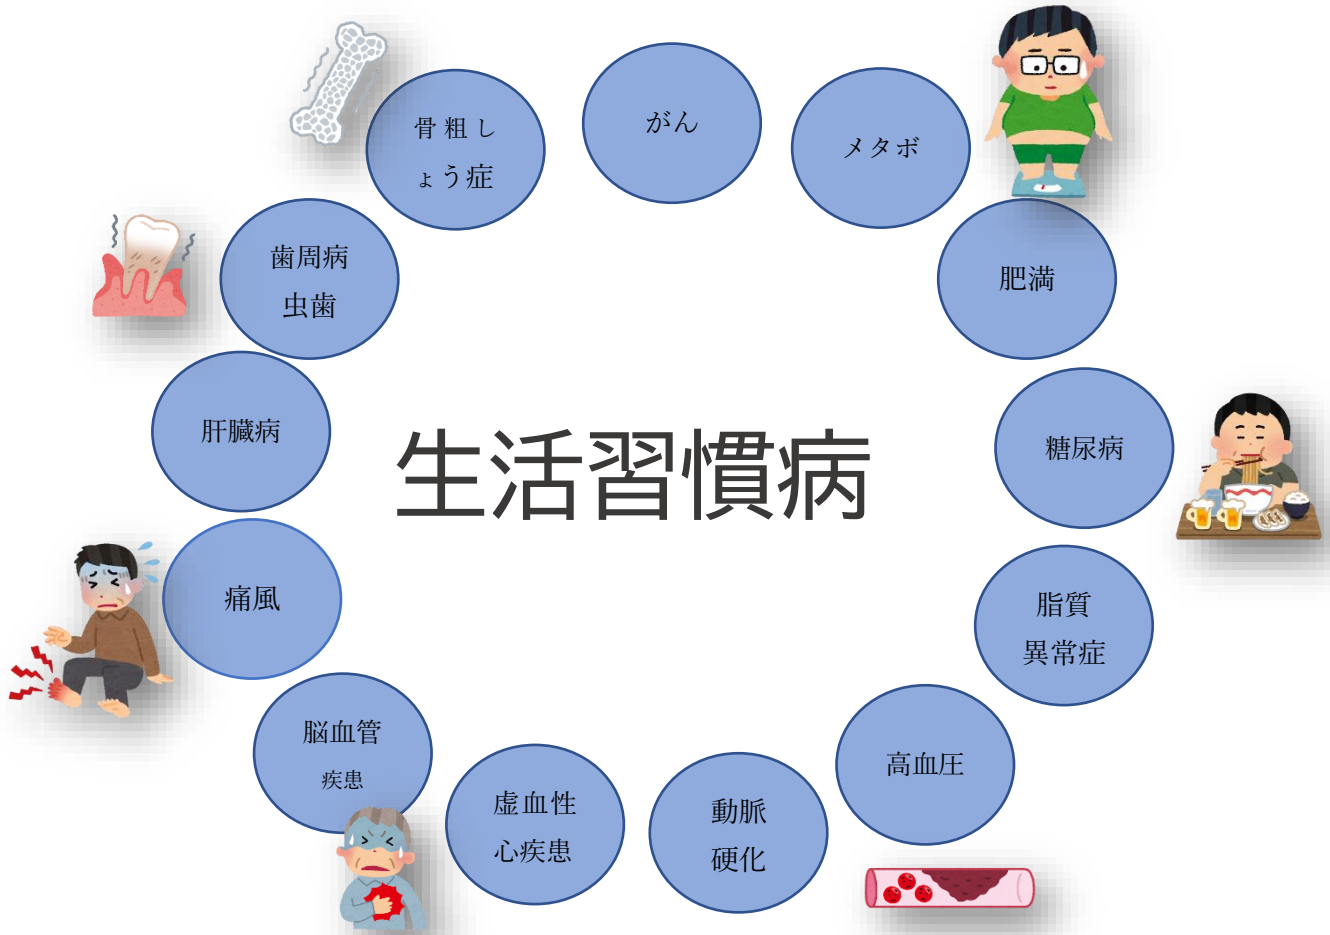 がん
メタボ
肥満
糖尿病
脂質
異常症
高血圧
動脈
硬化
虚血性
心疾患
脳血管
疾患
痛風
肝臓病
歯周病
虫歯
骨粗し
ょう症
生活習慣病